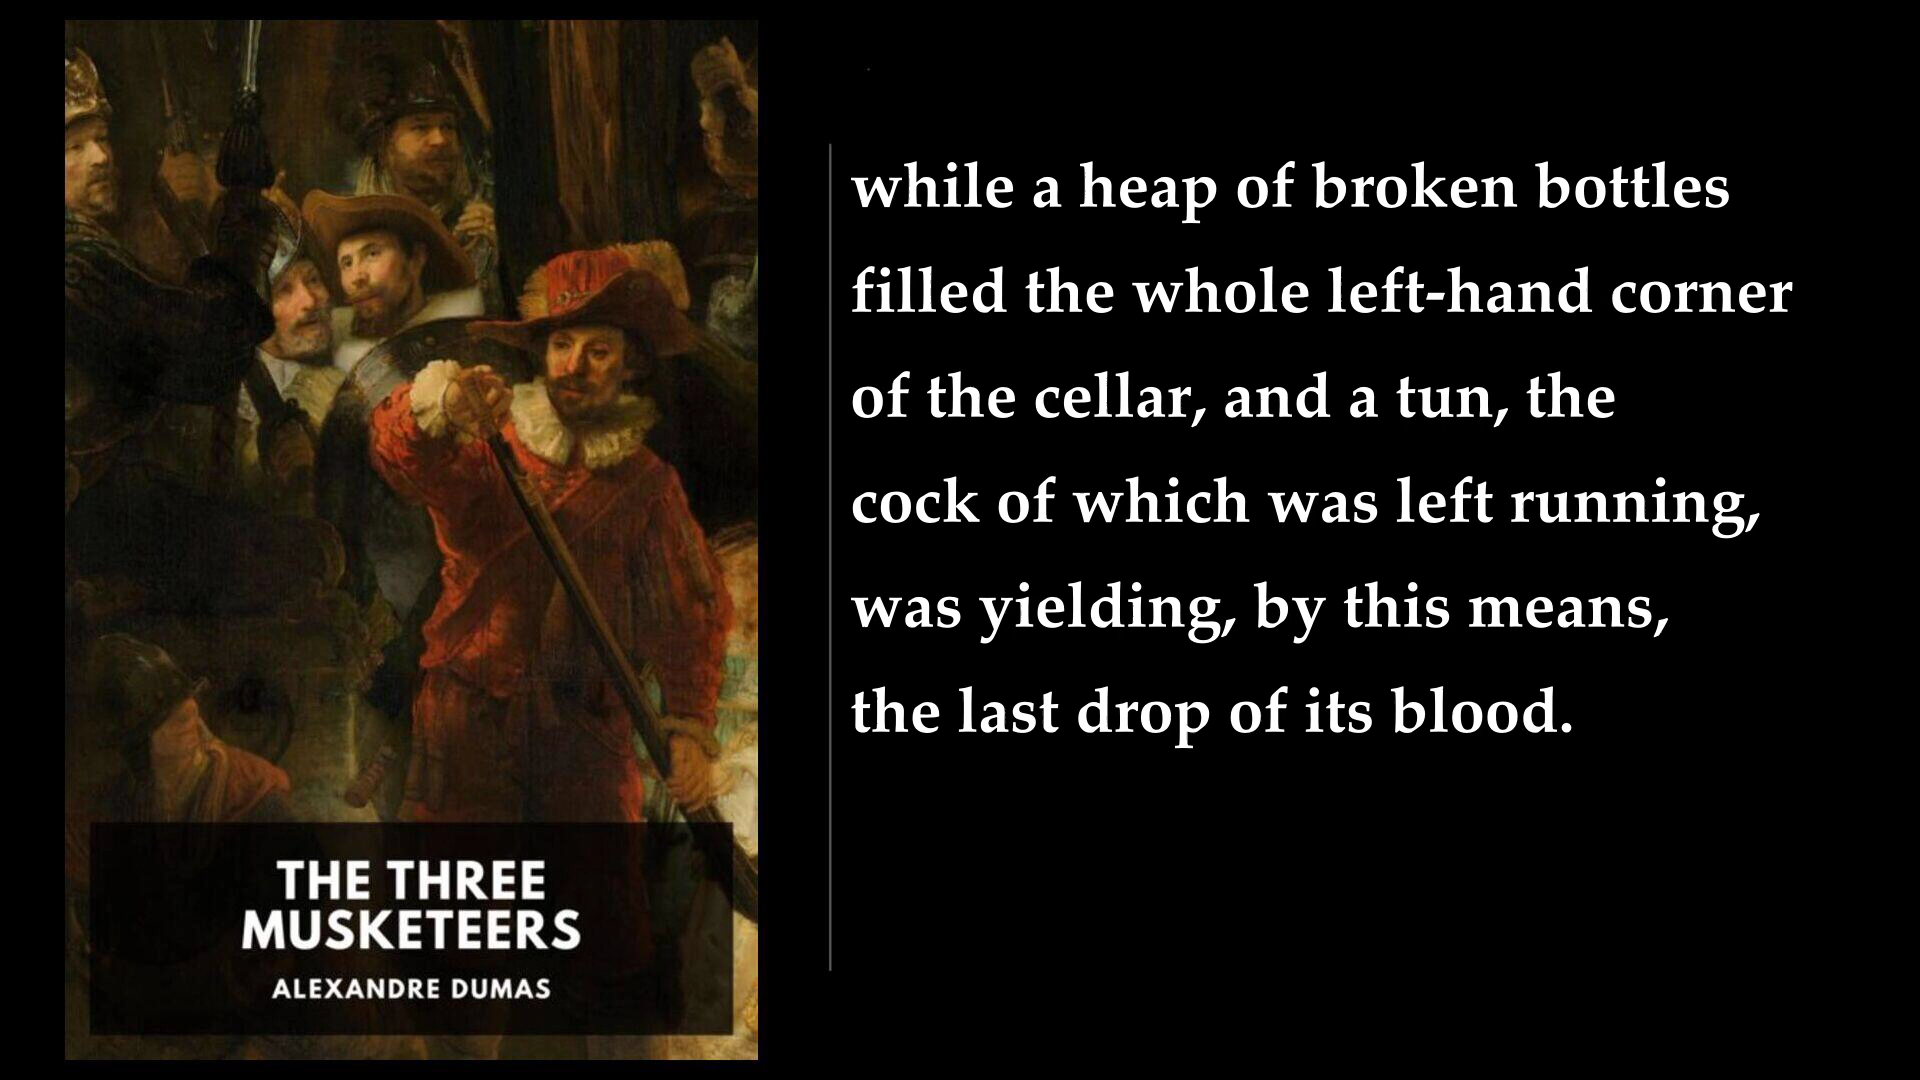 while a heap of broken bottles
filled the whole left-hand corner
of the cellar, and a tun, the
cock of which was left running,
was yielding, by this means,
the last drop of its blood.
THE THREE
MUSKETEERS
ALEXANDRE DUMAS